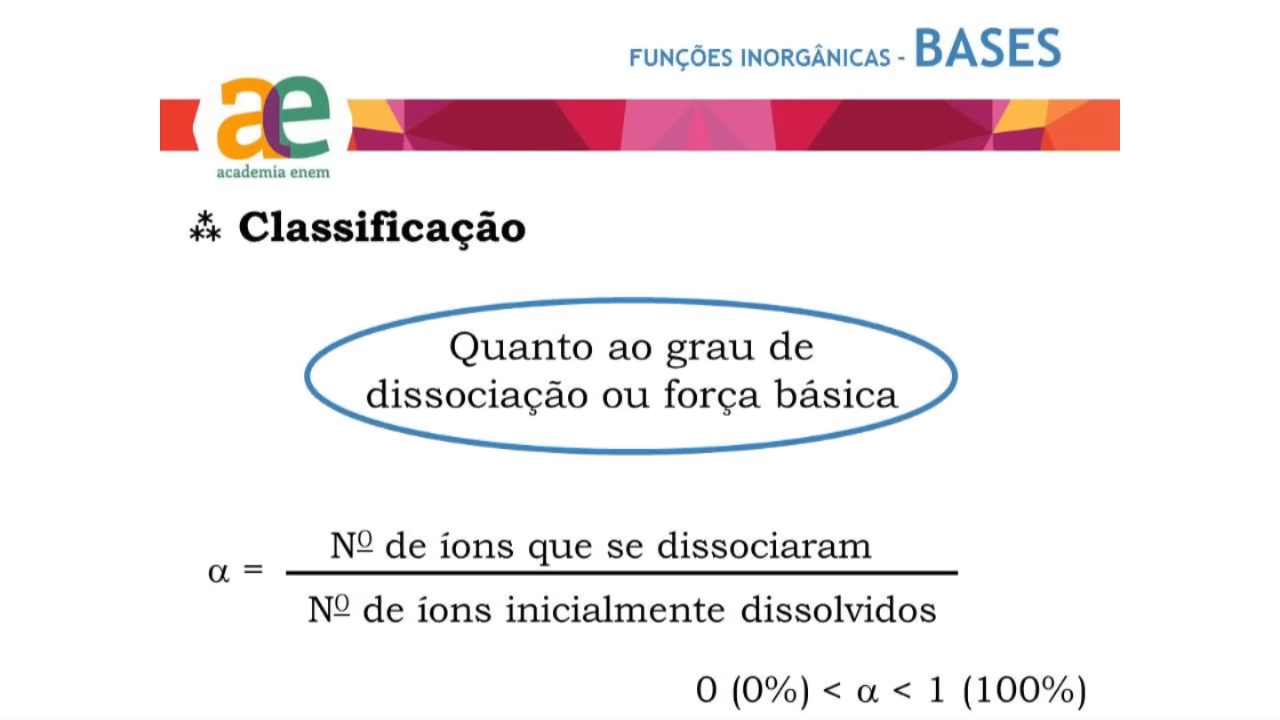 FUNÇÕES INORGÂNICAS - BASES
ae
academia enem
⁂ Classificação
Quanto ao grau de
dissociação ou força básica
Nº de íons que se dissociaram
α =
Nº de íons inicialmente dissolvidos
0 (0%) < α < 1 (100%)